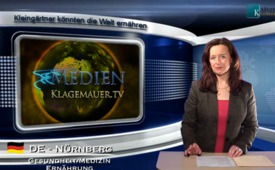 Kleingärtner könnten die Welt ernähren
MEDIEN
KLAGEMAUER.TV
DE - NÜRNBERG
GESUNDHEIT/MEDIZIN
ERNÄHRUNG